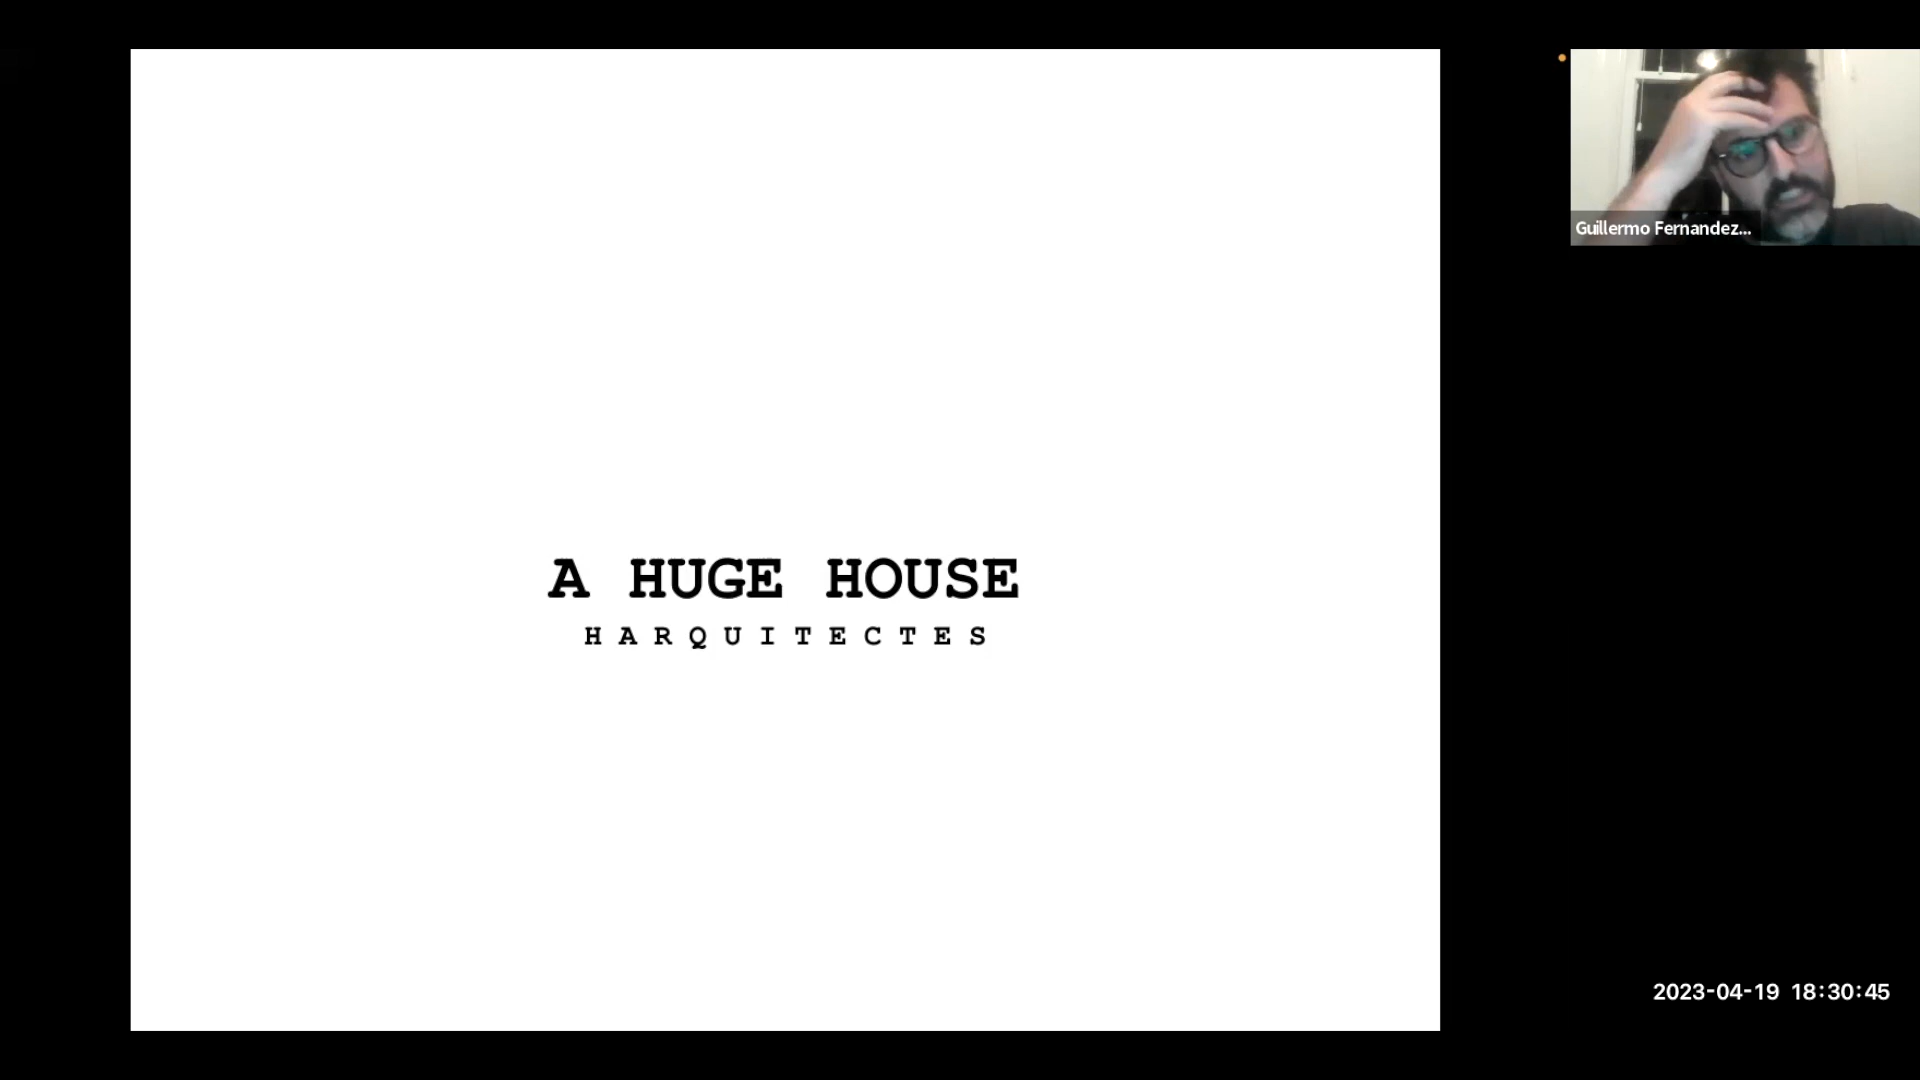 A HUGE HOUSE
HARQUITECTES
Guillermo Fernandez...
2023-04-19 18:30:45